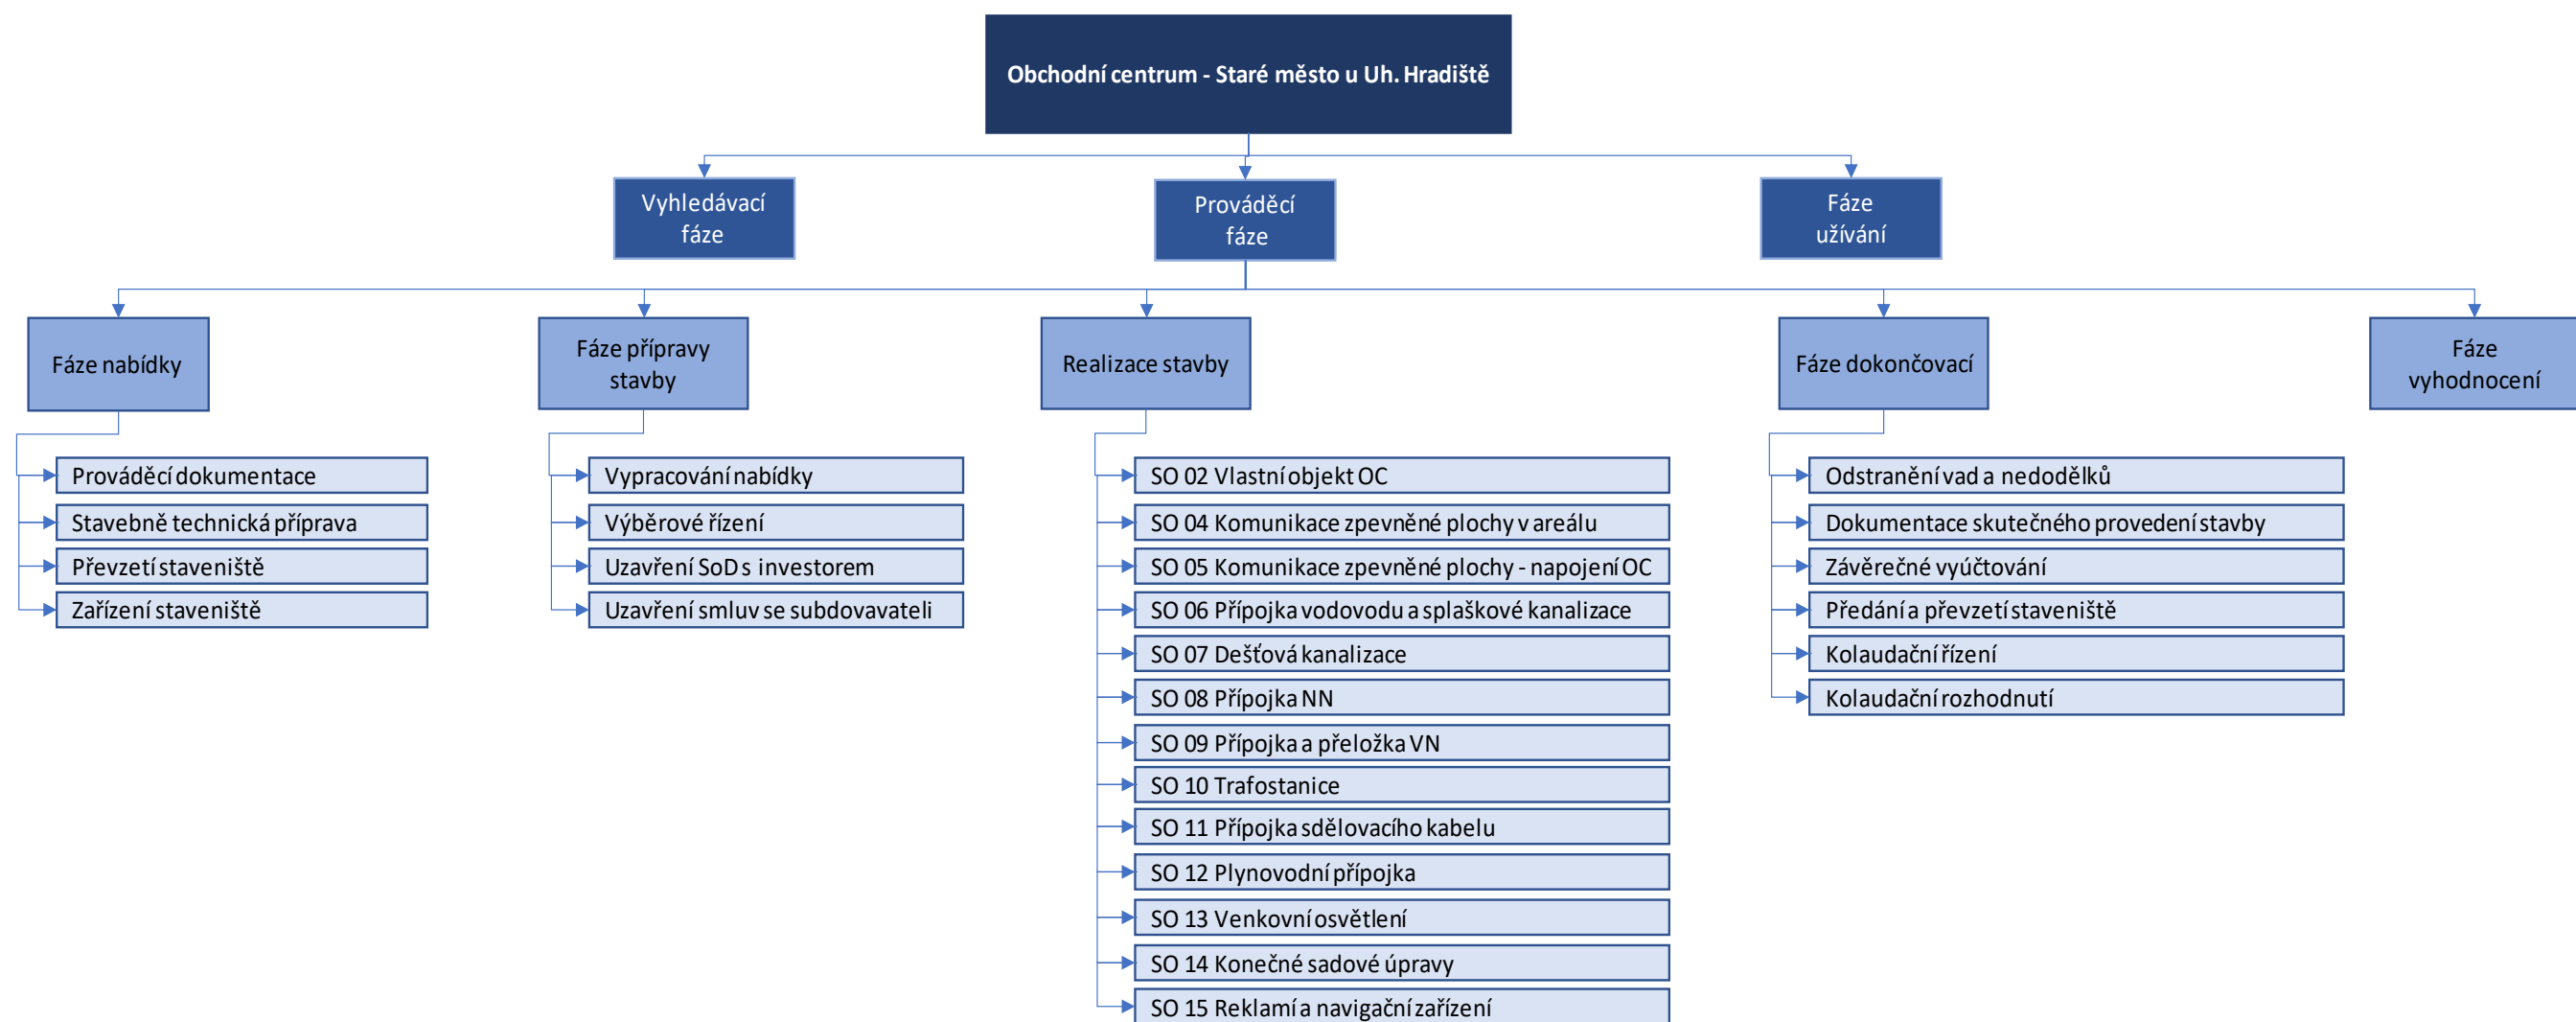 Obchodní centrum - Staré město u Uh. Hradiště
Vyhledávací
fáze
Prováděcí
fáze
Fáze
užívání
Fáze nabídky
Fáze přípravy
stavby
Realizace stavby
Fáze dokončovací
Fáze
vyhodnocení
Prováděcí dokumentace
Stavebně technická příprava
Převzetí staveniště
Zařízení staveniště
Vypracování nabídky
Výběrové řízení
Uzavření SoD s investorem
Uzavření smluv se subdovavateli
SO 02 Vlastní objekt OC
SO 04 Komunikace zpevněné plochy v areálu
SO 05 Komunikace zpevněné plochy - napojení OC
SO 06 Přípojka vodovodu a splaškové kanalizace
SO 07 Dešťová kanalizace
SO 08 Přípojka NN
SO 09 Přípojka a přeložka VN
SO 10 Trafostanice
SO 11 Přípojka sdělovacího kabelu
SO 12 Plynovodní přípojka
SO 13 Venkovní osvětlení
SO 14 Konečné sadové úpravy
SO 15 Reklamí a navigační zařízení
Odstranění vad a nedodělků
Dokumentace skutečného provedení stavby
Závěrečné vyúčtování
Předání a převzetí staveniště
Kolaudační řízení
Kolaudační rozhodnutí